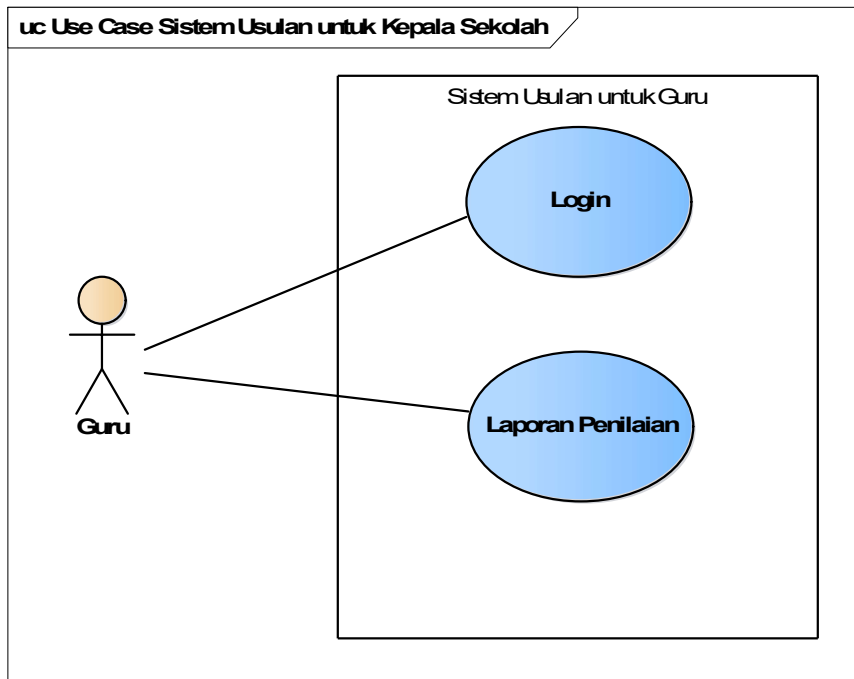 uc Use Case Sistem Usulan untuk Kepala Sekolah
Sistem Usulan untuk Guru
Login
Guru
Laporan Penilaian